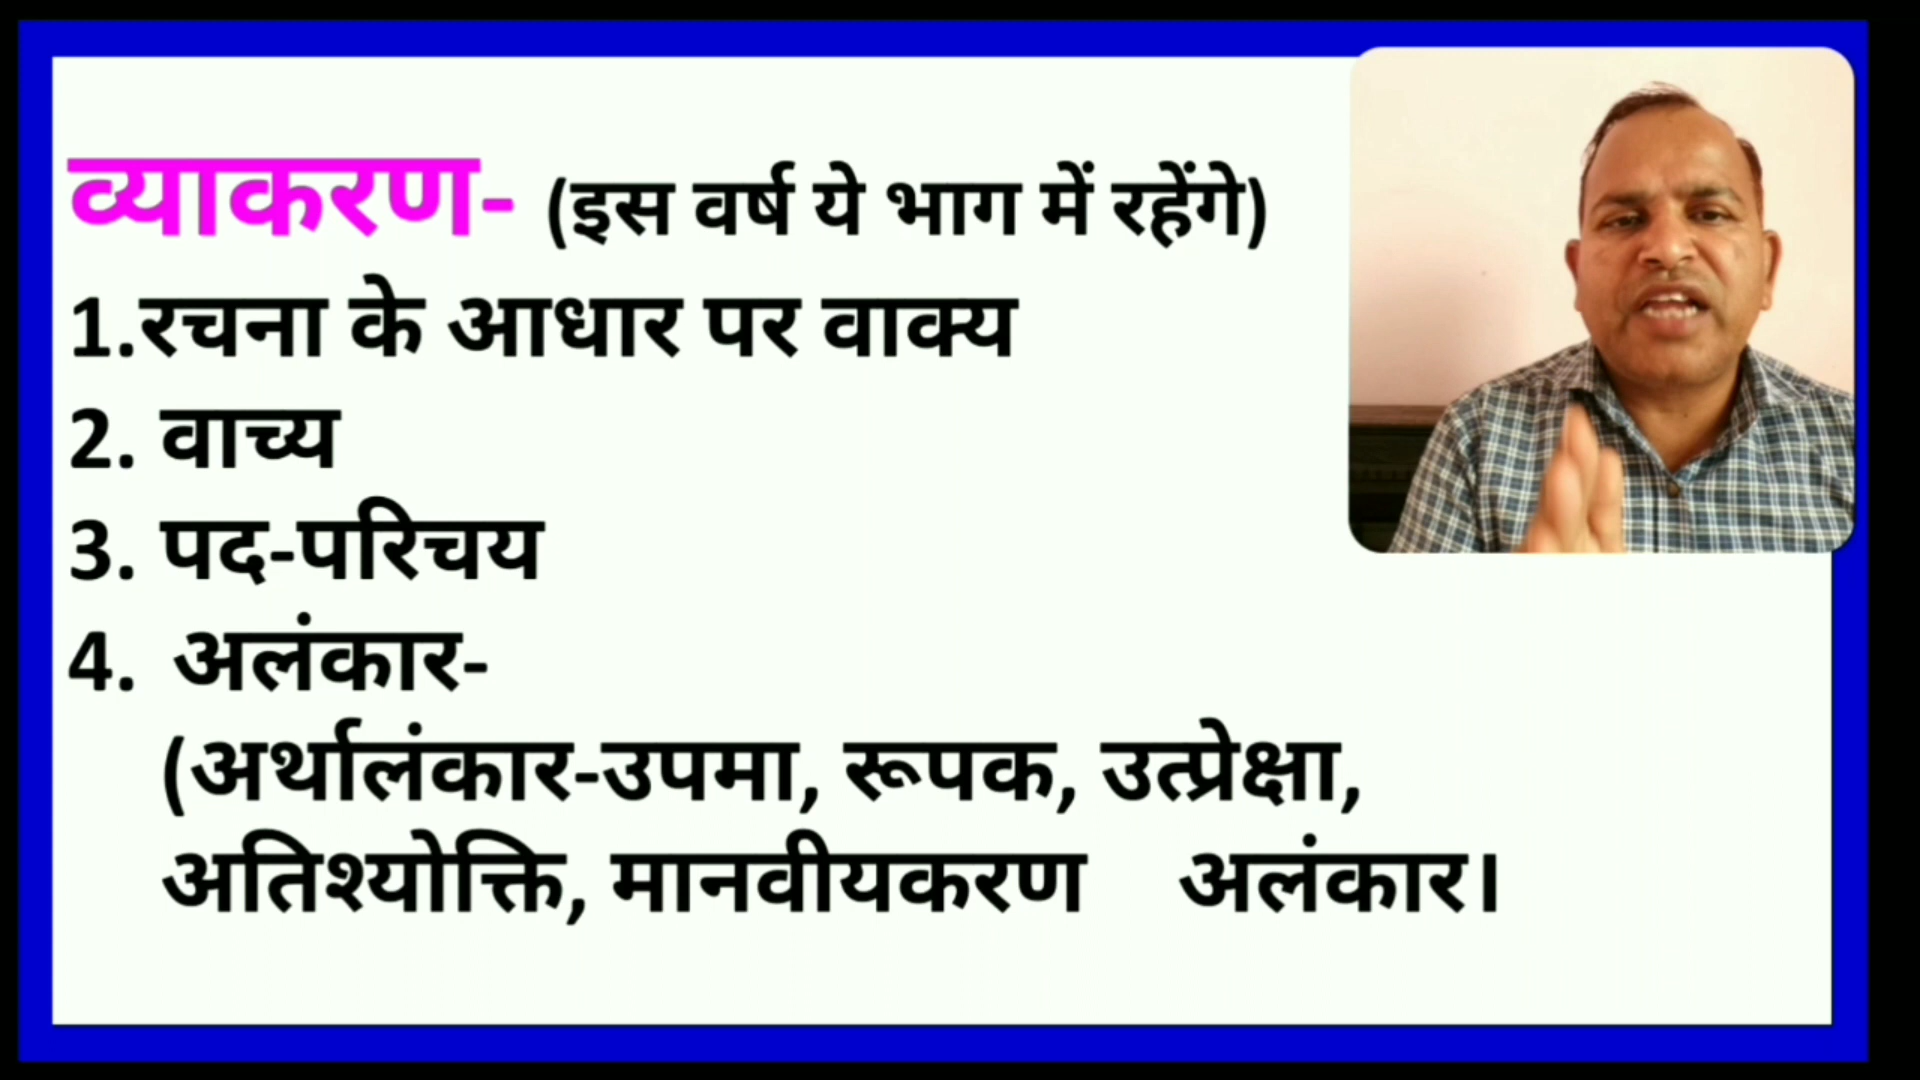 व्याकरण- (इस वर्ष ये भाग में रहेंगे)
1.रचना के आधार पर वाक्य
2. वाच्य
3. पद-परिचय
4. अलंकार-
(अर्थालंकार-उपमा, रूपक, उत्प्रेक्षा,
अतिश्योक्ति, मानवीयकरण अलंकार।